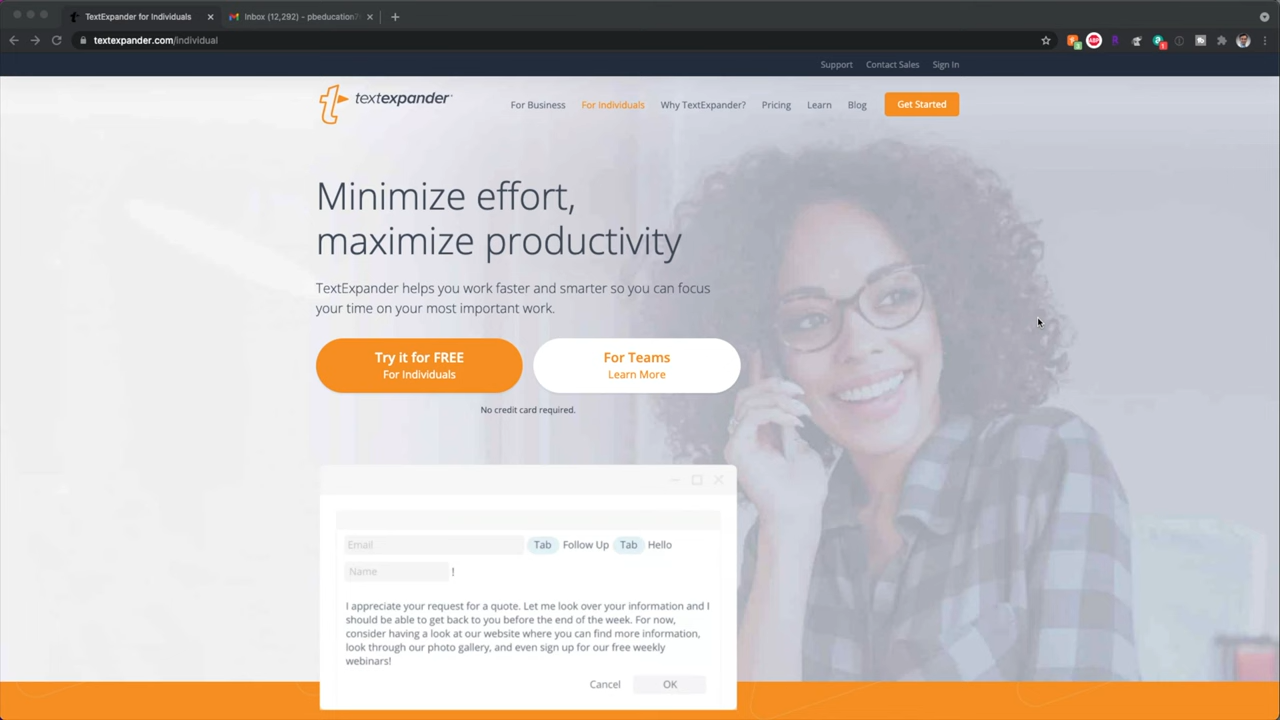 TextExpander for Individuals
Inbox (12,292) - pbeducation
textexpander.com/individual
Support Contact Sales Sign In
textexpander
For Business For Individuals Why TextExpander? Pricing Learn Blog Get Started
Minimize effort,
maximize productivity
TextExpander helps you work faster and smarter so you can focus
your time on your most important work.
Try it for FREE
For Individuals
For Teams
Learn More
No credit card required.
Email Tab Follow Up Tab Hello
Name !
I appreciate your request for a quote. Let me look over your information and I
should be able to get back to you before the end of the week. For now,
consider having a look at our website where you can find more information,
look through our photo gallery, and even sign up for our free weekly
webinars!
Cancel OK